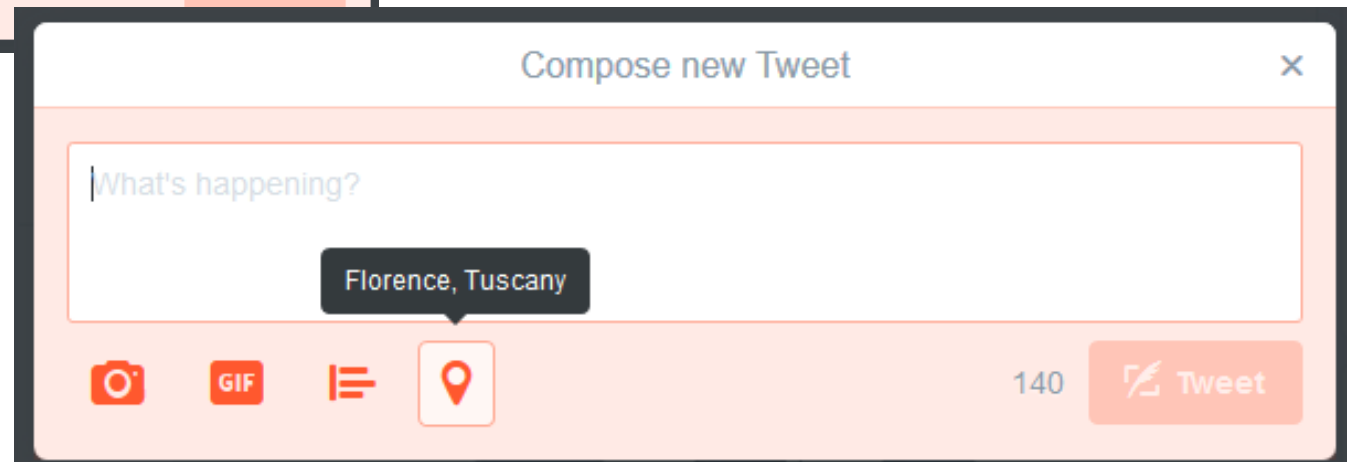 Compose new Tweet ×
What's happening?
Florence, Tuscany
GIF 140 Tweet